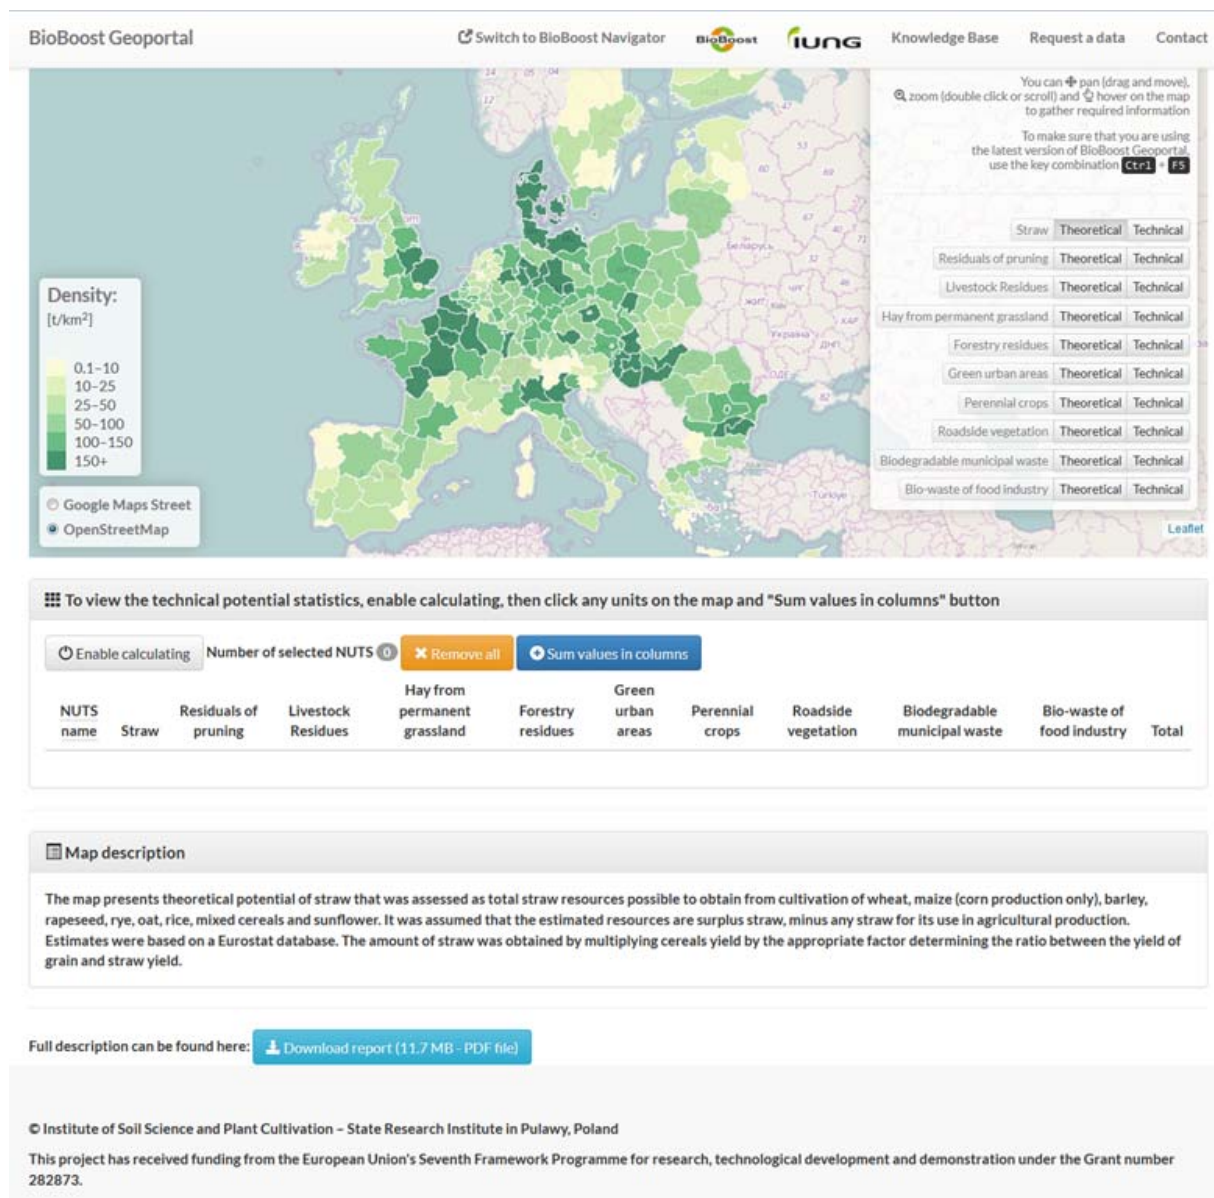 BioBoost Geoportal
Switch to BioBoost Navigator
BioBoost
IUNG
Knowledge Base
Request a data
Contact
You can pan (drag and move),
zoom (double click or scroll) and hover on the map
to gather required information
To make sure that you are using
the latest version of BioBoost Geoportal,
use the key combination Ctrl + F5
Straw Theoretical Technical
Residuals of pruning Theoretical Technical
Livestock Residues Theoretical Technical
Hay from permanent grassland Theoretical Technical
Forestry residues Theoretical Technical
Green urban areas Theoretical Technical
Perennial crops Theoretical Technical
Roadside vegetation Theoretical Technical
Biodegradable municipal waste Theoretical Technical
Bio-waste of food industry Theoretical Technical
Leaflet
Беларусь
Україна
Türkiye
Density:
[t/km²]
0.1–10
10–25
25–50
50–100
100–150
150+
Google Maps Street
OpenStreetMap
To view the technical potential statistics, enable calculating, then click any units on the map and "Sum values in columns" button
Enable calculating Number of selected NUTS 0 Remove all Sum values in columns
NUTS name
Straw
Residuals of pruning
Livestock Residues
Hay from permanent grassland
Forestry residues
Green urban areas
Perennial crops
Roadside vegetation
Biodegradable municipal waste
Bio-waste of food industry
Total
Map description
The map presents theoretical potential of straw that was assessed as total straw resources possible to obtain from cultivation of wheat, maize (corn production only), barley,
rapeseed, rye, oat, rice, mixed cereals and sunflower. It was assumed that the estimated resources are surplus straw, minus any straw for its use in agricultural production.
Estimates were based on a Eurostat database. The amount of straw was obtained by multiplying cereals yield by the appropriate factor determining the ratio between the yield of
grain and straw yield.
Full description can be found here: Download report (11.7 MB - PDF file)
© Institute of Soil Science and Plant Cultivation – State Research Institute in Pulawy, Poland
This project has received funding from the European Union's Seventh Framework Programme for research, technological development and demonstration under the Grant number
282873.